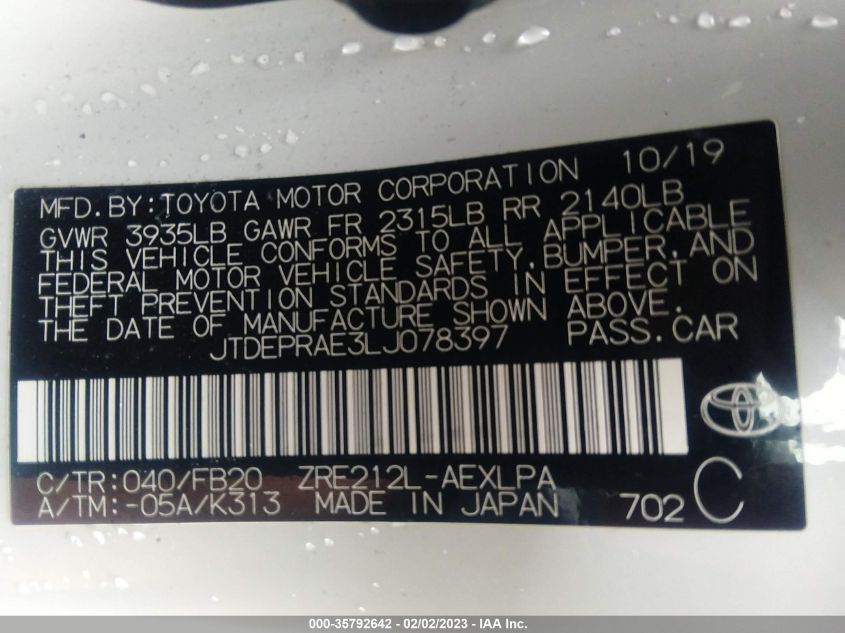 MFD.BY:TOYOTA MOTOR CORPORATION 10/19
GVWR 3935LB GAWR FR 2315LB RR 2140LB
THIS VEHICLE CONFORMS TO ALL APPLICABLE
FEDERAL MOTOR VEHICLE SAFETY,BUMPER,AND
THEFT PREVENTION STANDARDS IN EFFECT ON
THE DATE OF MANUFACTURE SHOWN ABOVE.
JTDEPRAE3LJ078397 PASS.CAR
C/TR:040/FB20 ZRE212L-AEXLPA
A/TM:-05A/K313 MADE IN JAPAN 702 C
000-35792642 - 02/02/2023 - IAA Inc.